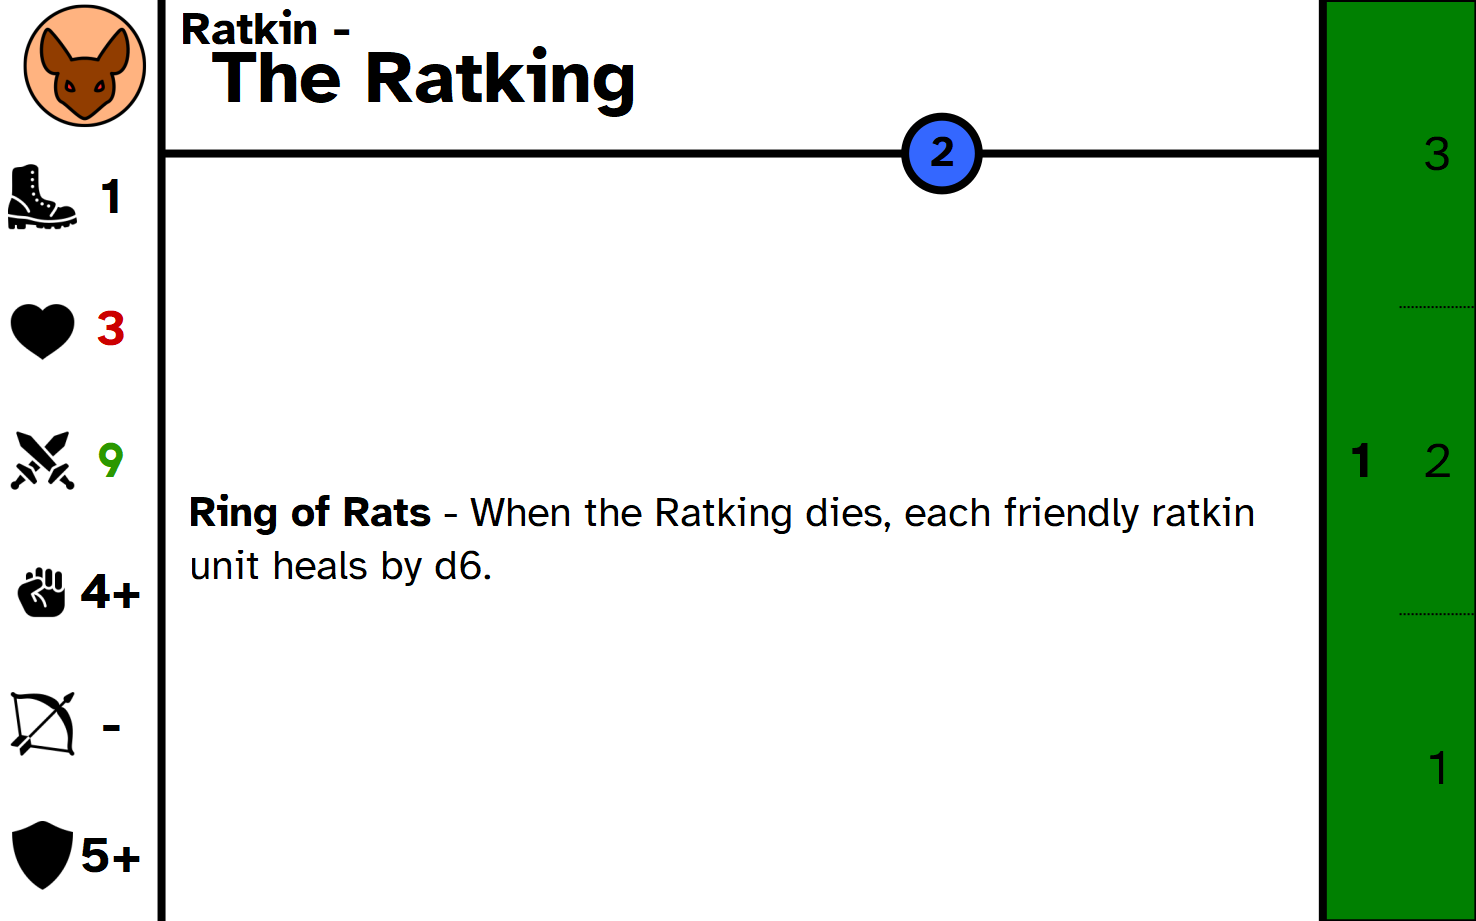 Ratkin -
The Ratking
2
1
3
9
4+
-
5+
Ring of Rats - When the Ratking dies, each friendly ratkin
unit heals by d6.
3
1 2
1